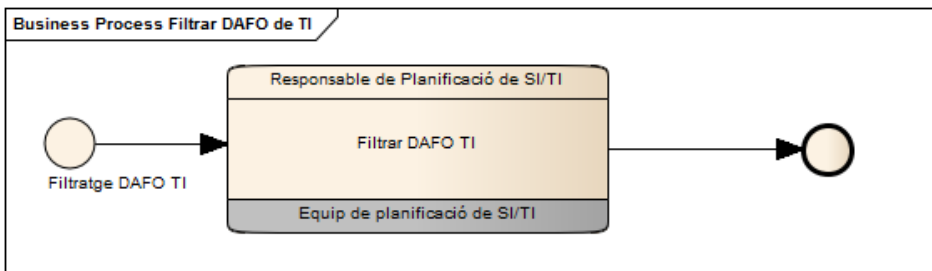 Business Process Filtrar DAFO de TI
Responsable de Planificació de SI/TI
Filtrar DAFO TI
Filtratge DAFO TI
Equip de planificació de SI/TI